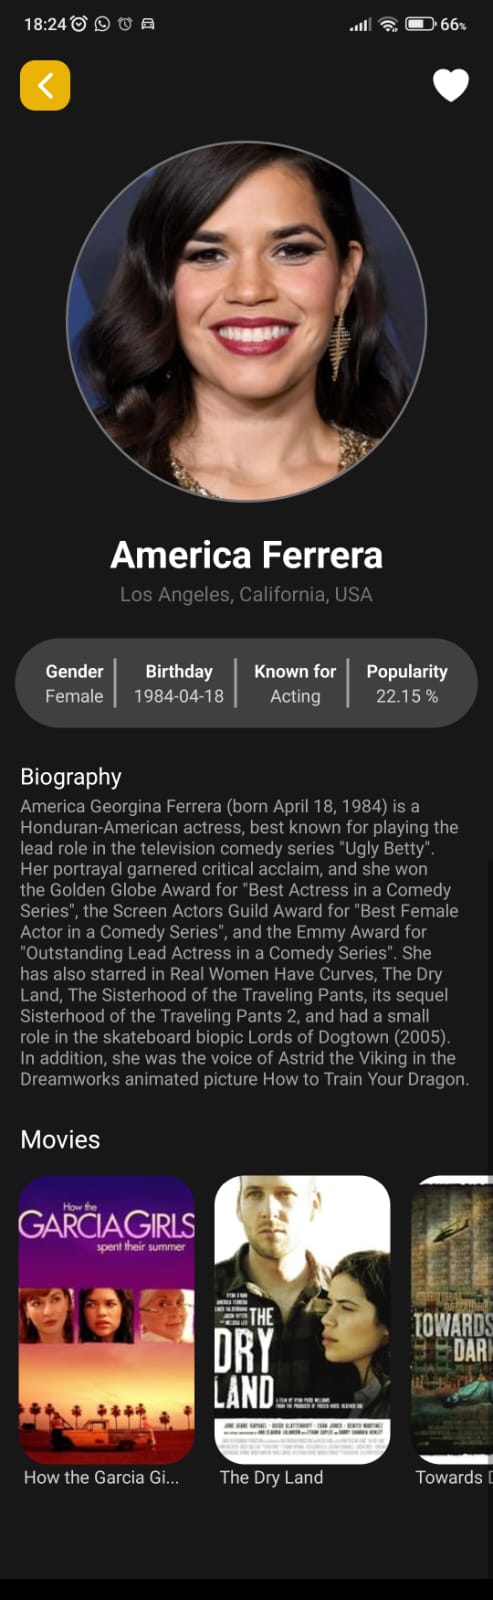 18:24 66%
America Ferrera
Los Angeles, California, USA
Gender Birthday Known for Popularity
Female 1984-04-18 Acting 22.15 %
Biography
America Georgina Ferrera (born April 18, 1984) is a
Honduran-American actress, best known for playing the
lead role in the television comedy series "Ugly Betty".
Her portrayal garnered critical acclaim, and she won
the Golden Globe Award for "Best Actress in a Comedy
Series", the Screen Actors Guild Award for "Best Female
Actor in a Comedy Series", and the Emmy Award for
"Outstanding Lead Actress in a Comedy Series". She
has also starred in Real Women Have Curves, The Dry
Land, The Sisterhood of the Traveling Pants, its sequel
Sisterhood of the Traveling Pants 2, and had a small
role in the skateboard biopic Lords of Dogtown (2005).
In addition, she was the voice of Astrid the Viking in the
Dreamworks animated picture How to Train Your Dragon.
Movies
How the
GARCIA GIRLS
spent their summer
THE
DRY
LAND
TOWARDS
DARK
How the Garcia Gi...
The Dry Land
Towards